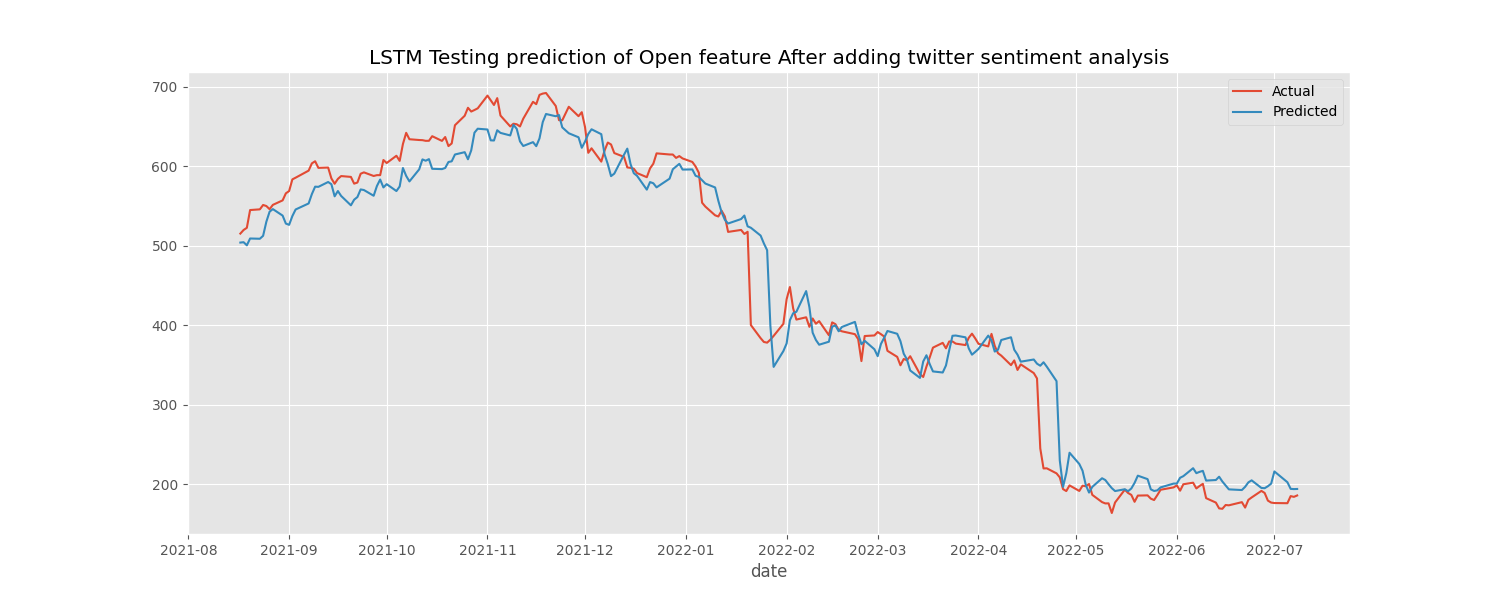 LSTM Testing prediction of Open feature After adding twitter sentiment analysis
Actual
Predicted
700
600
500
400
300
200
2021-08 2021-09 2021-10 2021-11 2021-12 2022-01 2022-02 2022-03 2022-04 2022-05 2022-06 2022-07
date